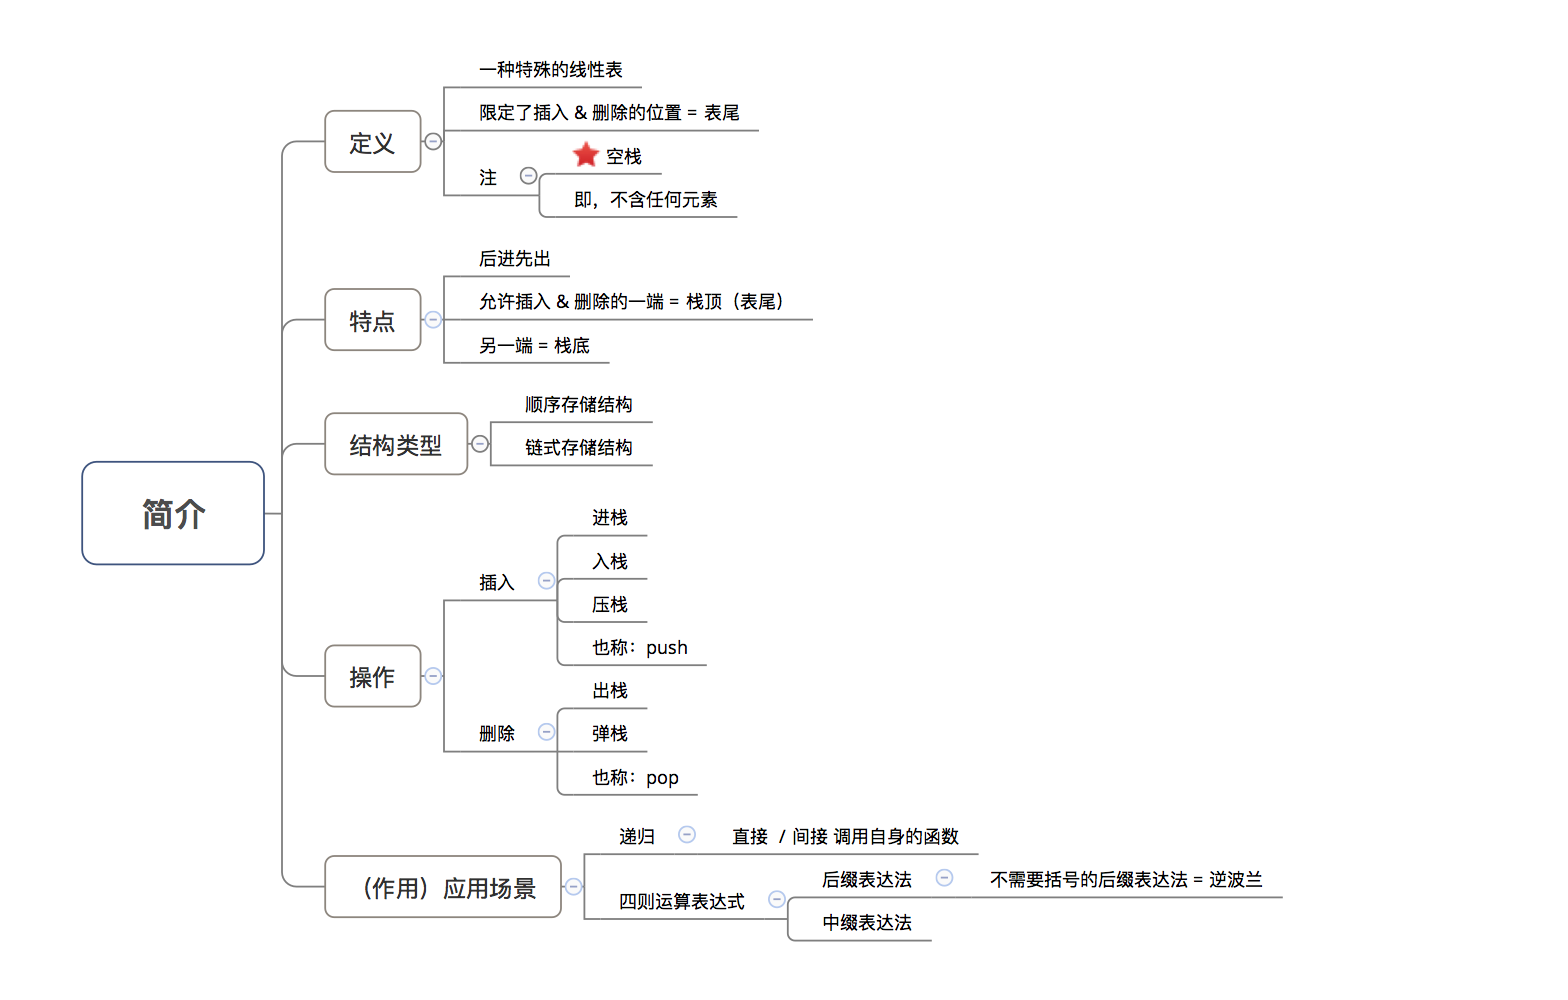 一种特殊的线性表
限定了插入 & 删除的位置 = 表尾
定义
空栈
注
即，不含任何元素
后进先出
允许插入 & 删除的一端 = 栈顶（表尾）
特点
另一端 = 栈底
顺序存储结构
结构类型
链式存储结构
简介
进栈
入栈
插入
压栈
也称：push
操作
出栈
删除
弹栈
也称：pop
递归
直接 / 间接 调用自身的函数
（作用）应用场景
后缀表达法
不需要括号的后缀表达法 = 逆波兰
四则运算表达式
中缀表达法